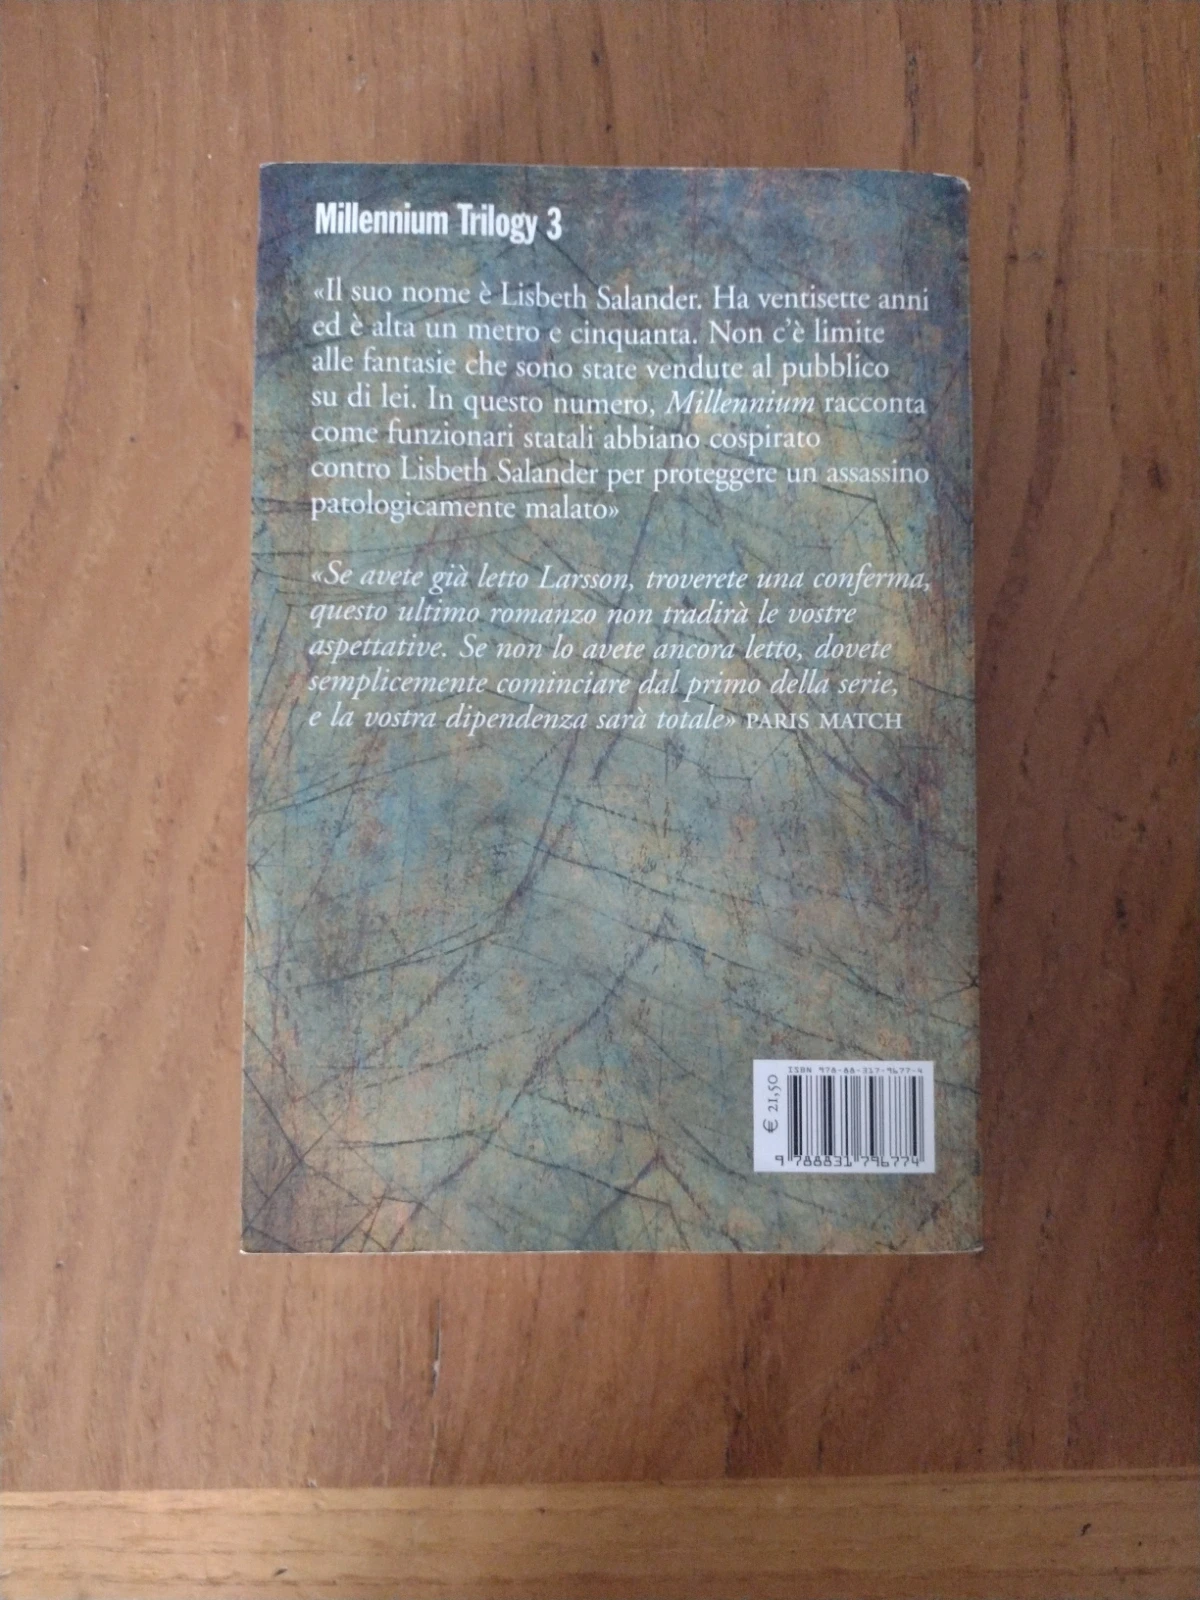 Millennium Trilogy 3
«Il suo nome è Lisbeth Salander. Ha ventisette anni
ed è alta un metro e cinquanta. Non c'è limite
alle fantasie che sono state vendute al pubblico
su di lei. In questo numero, Millennium racconta
come funzionari statali abbiano cospirato
contro Lisbeth Salander per proteggere un assassino
patologicamente malato»
«Se avete già letto Larsson, troverete una conferma,
questo ultimo romanzo non tradirà le vostre
aspettative. Se non lo avete ancora letto, dovete
semplicemente cominciare dal primo della serie,
e la vostra dipendenza sarà totale» PARIS MATCH
ISBN 978-88-317-9677-4
€ 21,50
9 788831 796774